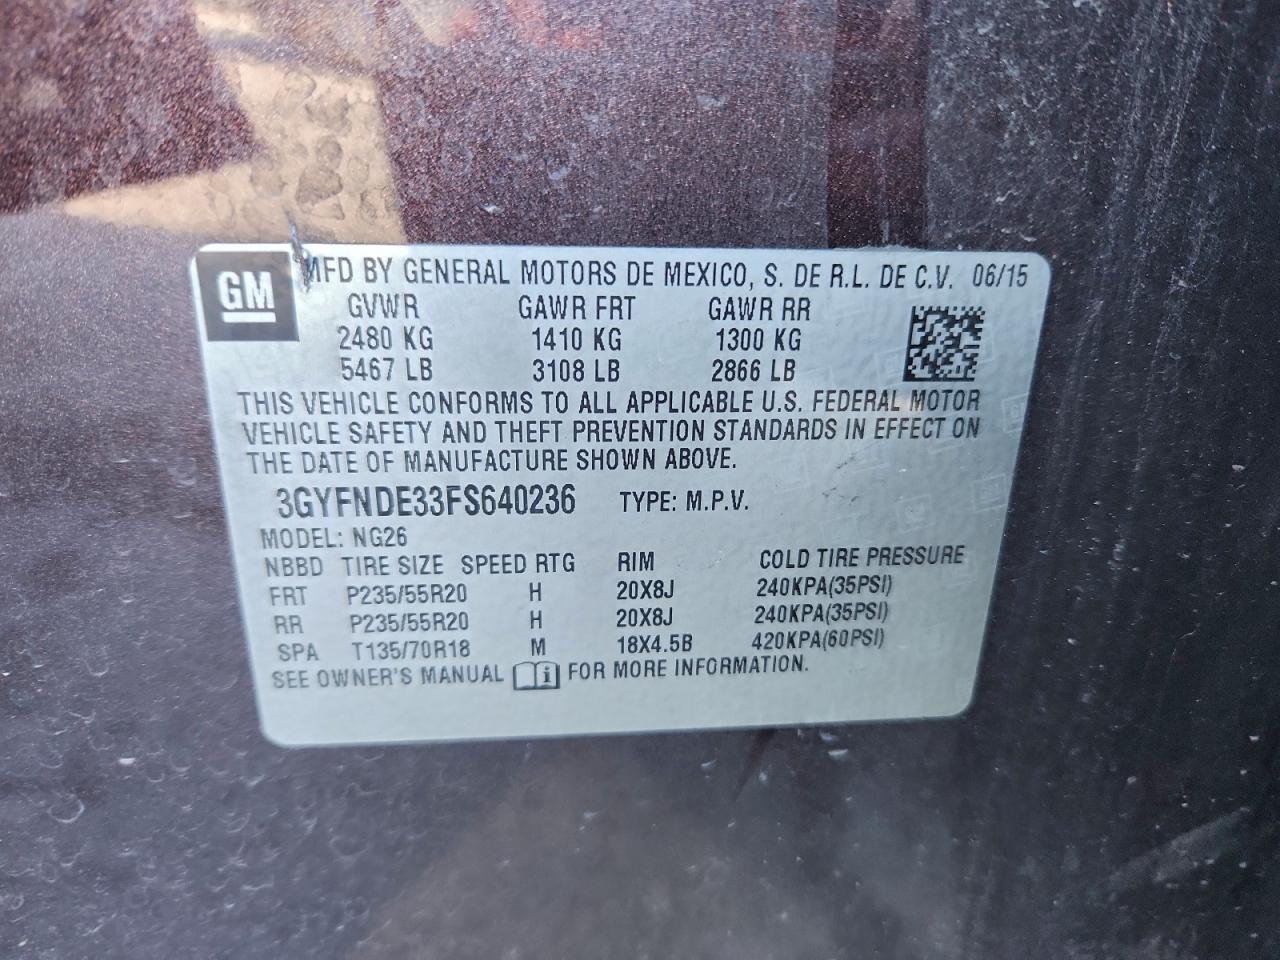 GM
MFD BY GENERAL MOTORS DE MEXICO, S. DE R.L. DE C.V. 06/15
GVWR GAWR FRT GAWR RR
2480 KG 1410 KG 1300 KG
5467 LB 3108 LB 2866 LB
THIS VEHICLE CONFORMS TO ALL APPLICABLE U.S. FEDERAL MOTOR
VEHICLE SAFETY AND THEFT PREVENTION STANDARDS IN EFFECT ON
THE DATE OF MANUFACTURE SHOWN ABOVE.
3GYFNDE33FS640236 TYPE: M.P.V.
MODEL: NG26
NBBD TIRE SIZE SPEED RTG RIM COLD TIRE PRESSURE
FRT P235/55R20 H 20X8J 240KPA(35PSI)
RR P235/55R20 H 20X8J 240KPA(35PSI)
SPA T135/70R18 M 18X4.5B 420KPA(60PSI)
SEE OWNER'S MANUAL i FOR MORE INFORMATION.